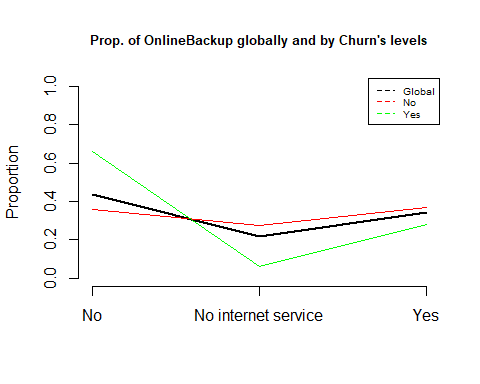 Prop. of OnlineBackup globally and by Churn's levels
Global
No
Yes
Proportion
1.0
0.8
0.6
0.4
0.2
0.0
No
No internet service
Yes